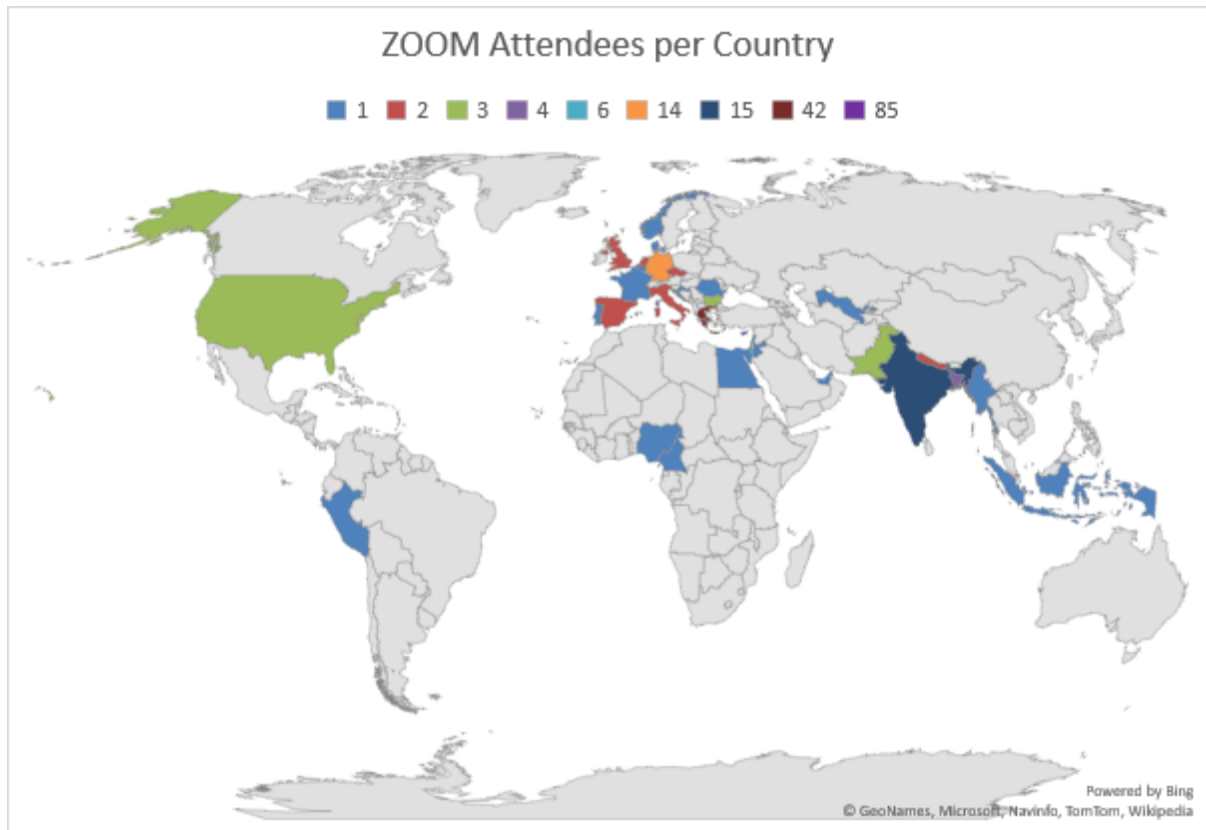 ZOOM Attendees per Country
1 2 3 4 6 14 15 42 85
Powered by Bing
© GeoNames, Microsoft, Navinfo, TomTom, Wikipedia